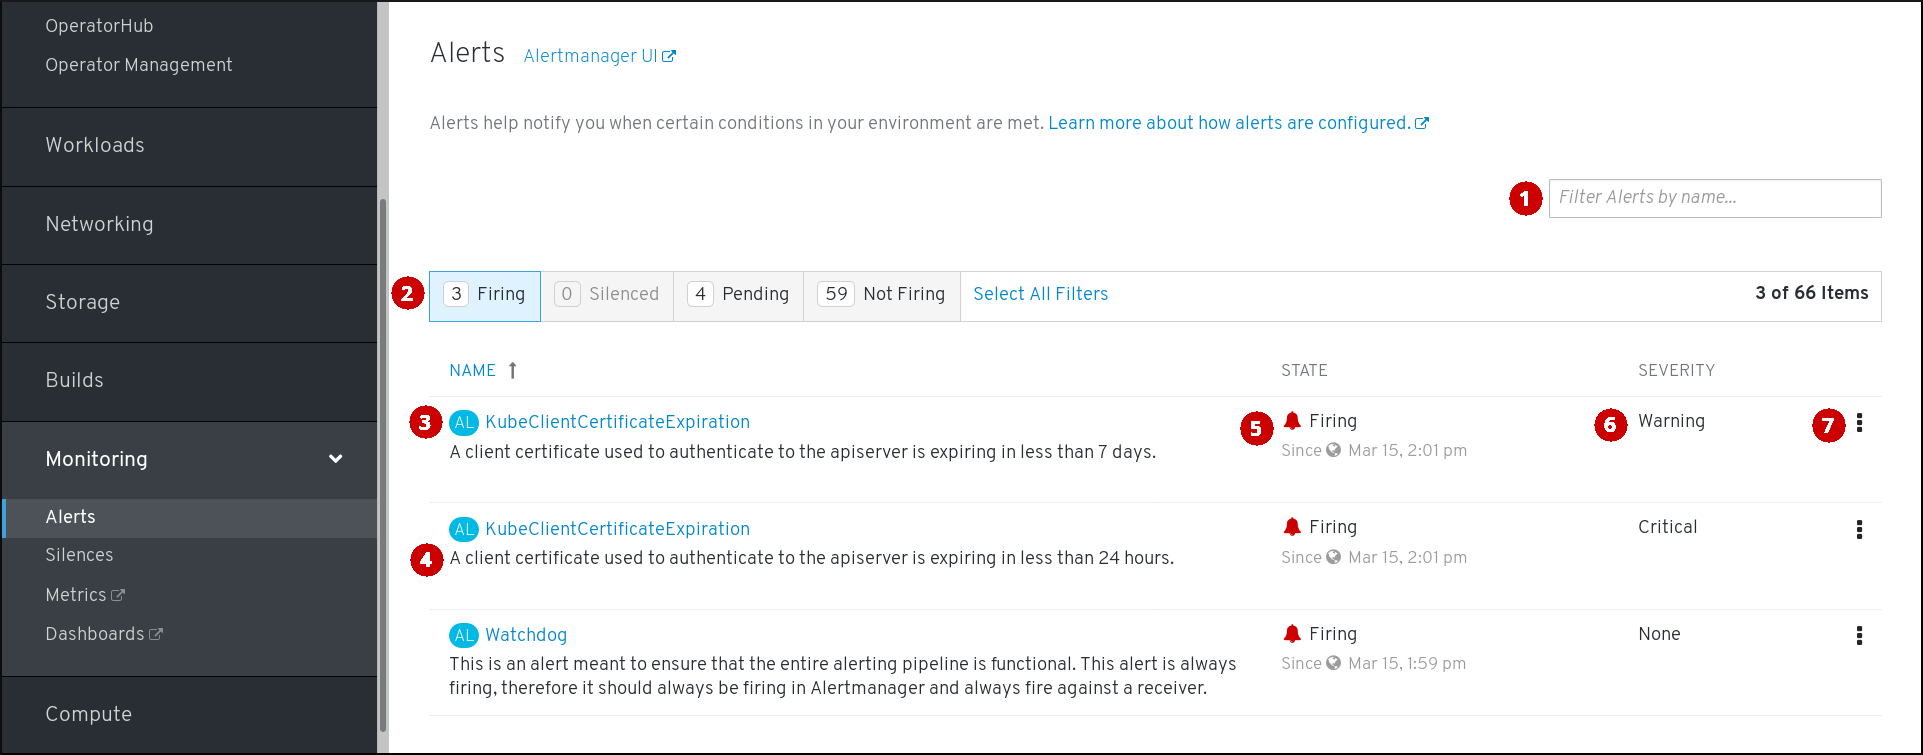 OperatorHub
Operator Management
Workloads
Networking
Storage
Builds
Monitoring
Alerts
Silences
Metrics
Dashboards
Compute
Alerts Alertmanager UI
Alerts help notify you when certain conditions in your environment are met. Learn more about how alerts are configured.
1 Filter Alerts by name...
2 3 Firing 0 Silenced 4 Pending 59 Not Firing Select All Filters 3 of 66 Items
NAME STATE SEVERITY
3 AL KubeClientCertificateExpiration 5 Firing 6 Warning 7
A client certificate used to authenticate to the apiserver is expiring in less than 7 days. Since Mar 15, 2:01 pm
AL KubeClientCertificateExpiration Firing Critical
4 A client certificate used to authenticate to the apiserver is expiring in less than 24 hours. Since Mar 15, 2:01 pm
AL Watchdog Firing None
This is an alert meant to ensure that the entire alerting pipeline is functional. This alert is always Since Mar 15, 1:59 pm
firing, therefore it should always be firing in Alertmanager and always fire against a receiver.